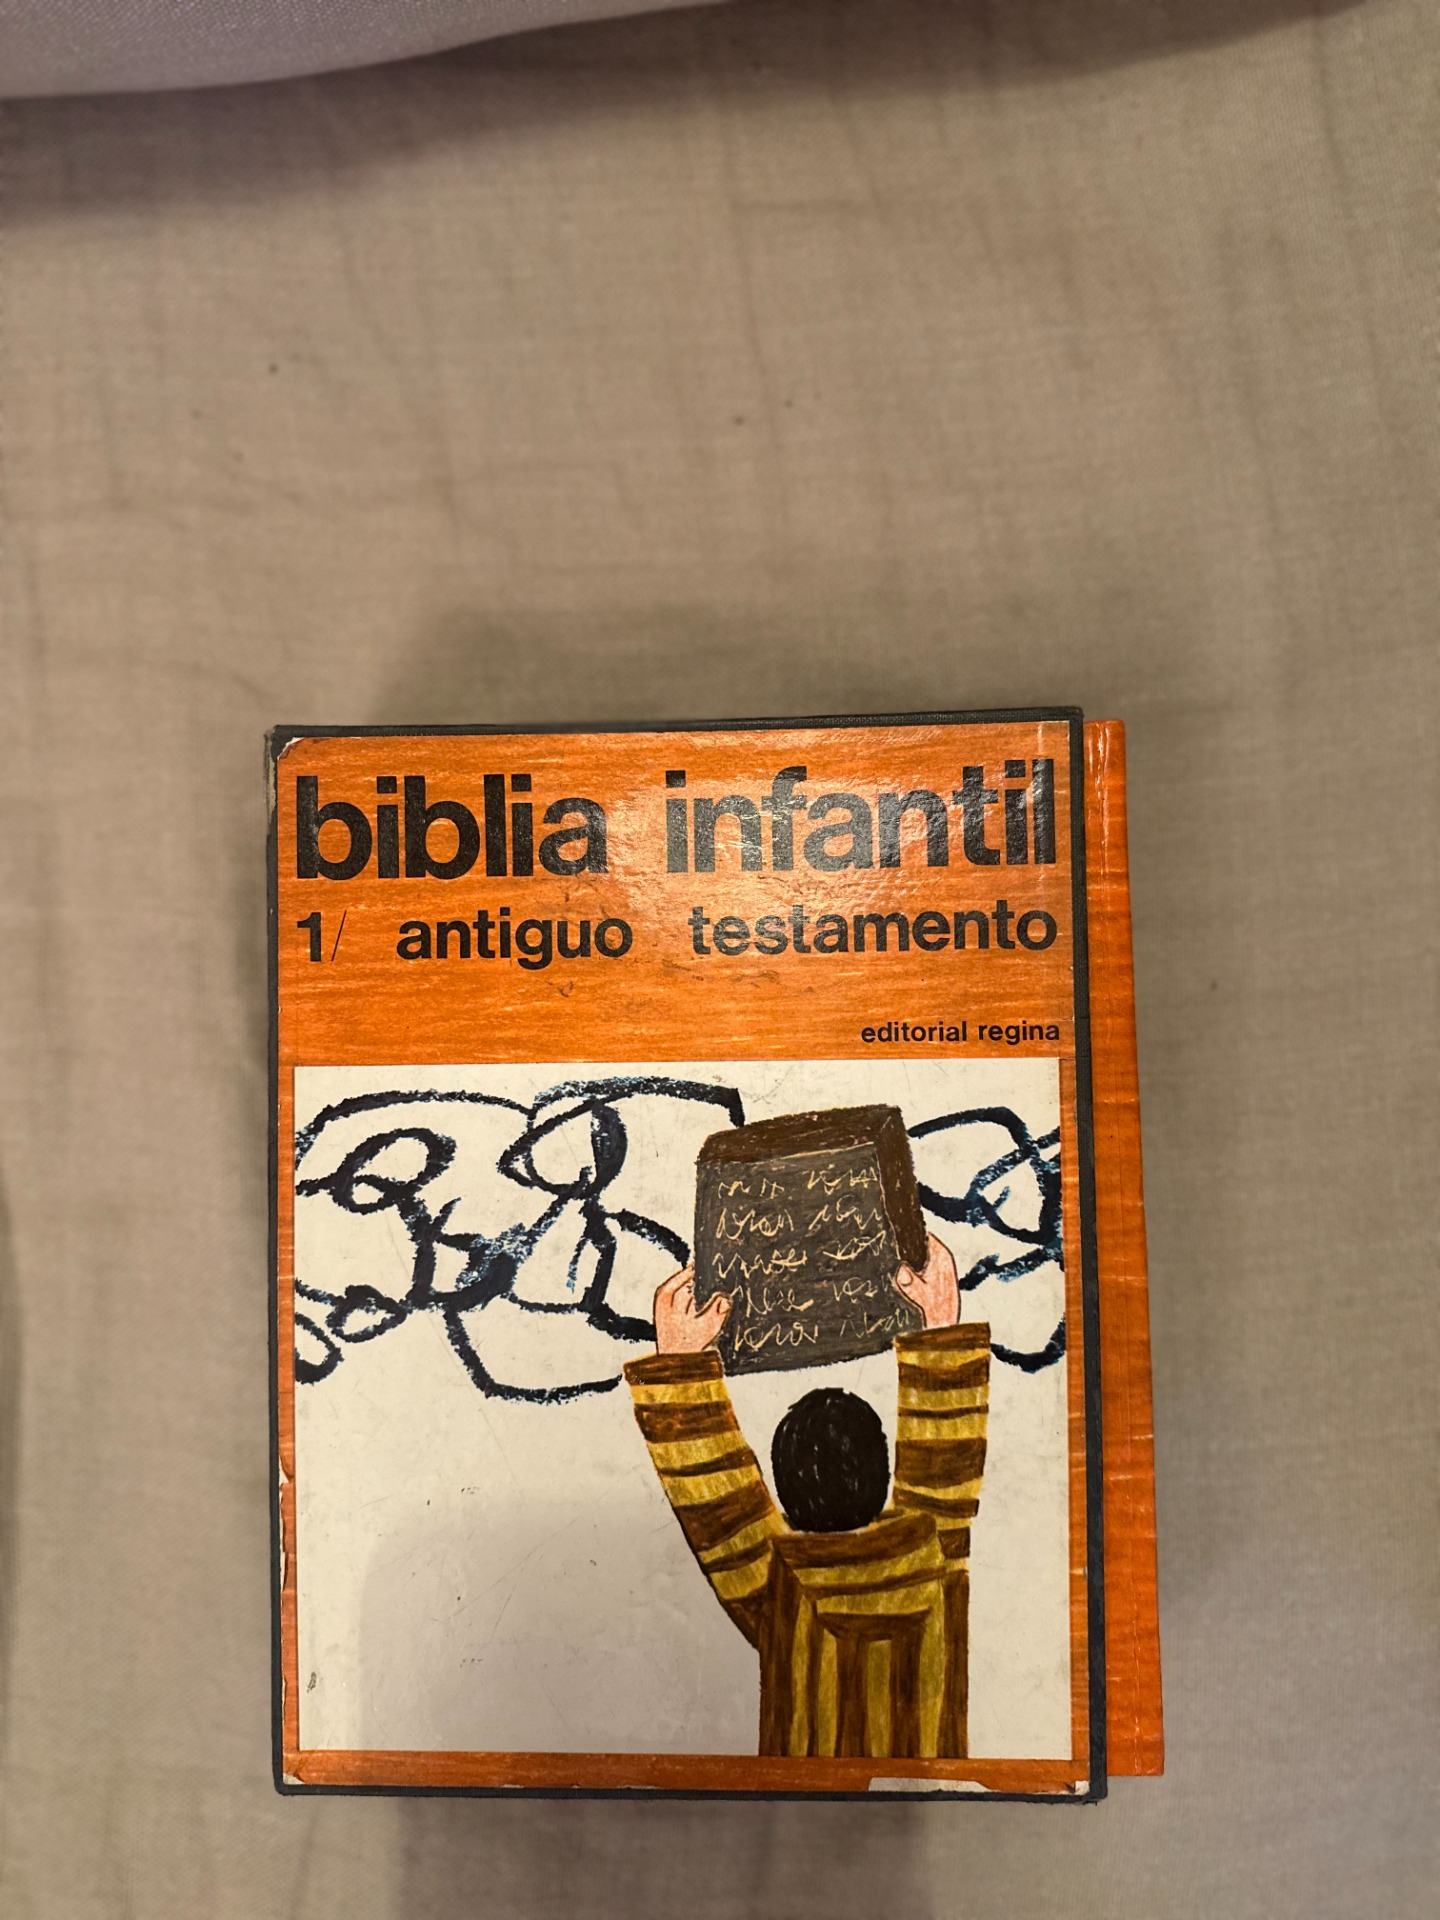 biblia infantil
1/ antiguo testamento
editorial regina